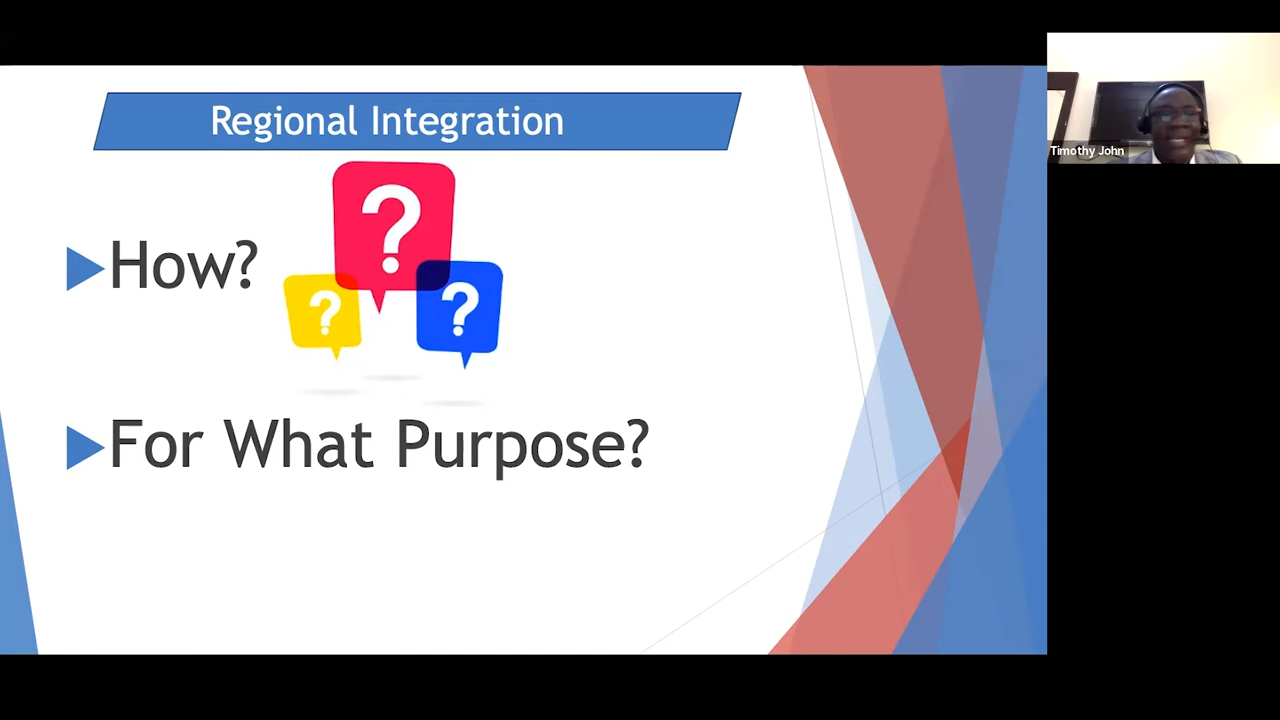 Regional Integration
?
How?
?
?
For What Purpose?
Timothy John